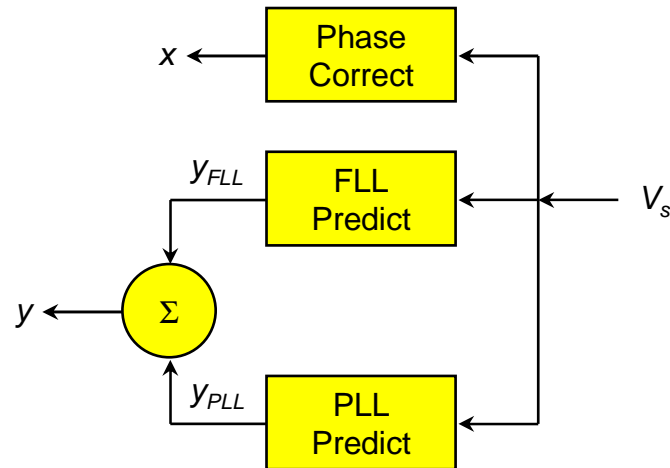 Phase
Correct
x
y_FLL
FLL
Predict
V_s
y
Σ
y_PLL
PLL
Predict